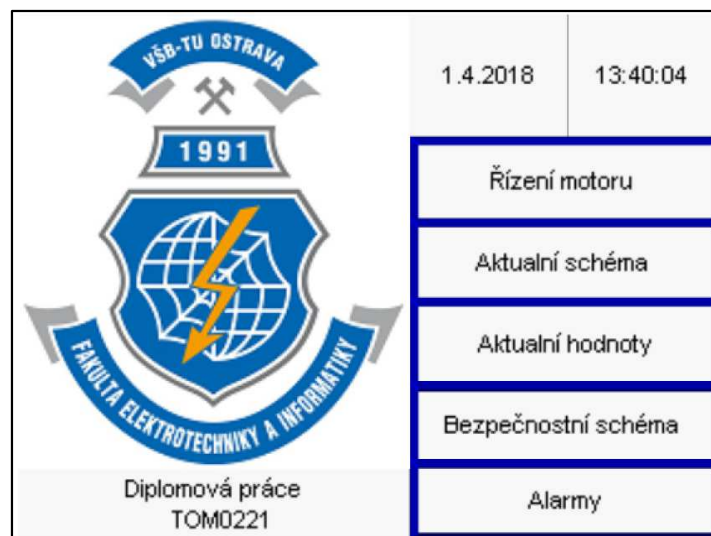 VŠB-TU OSTRAVA
1991
FAKULTA ELEKTROTECHNIKY A INFORMATIKY
Diplomová práce
TOM0221
1.4.2018
13:40:04
Řízení motoru
Aktualní schéma
Aktualní hodnoty
Bezpečnostní schéma
Alarmy